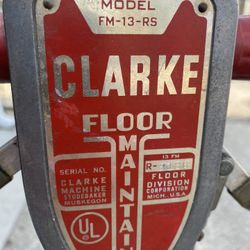 MODEL
FM-13-RS
CLARKE
FLOOR
MAINTA
13 FM
SERIAL NO.
CLARKE
MACHINE
STUDEBAKER
MUSKEGON
FLOOR
DIVISION
CORPORATION
MICH. U.S.A.
UL